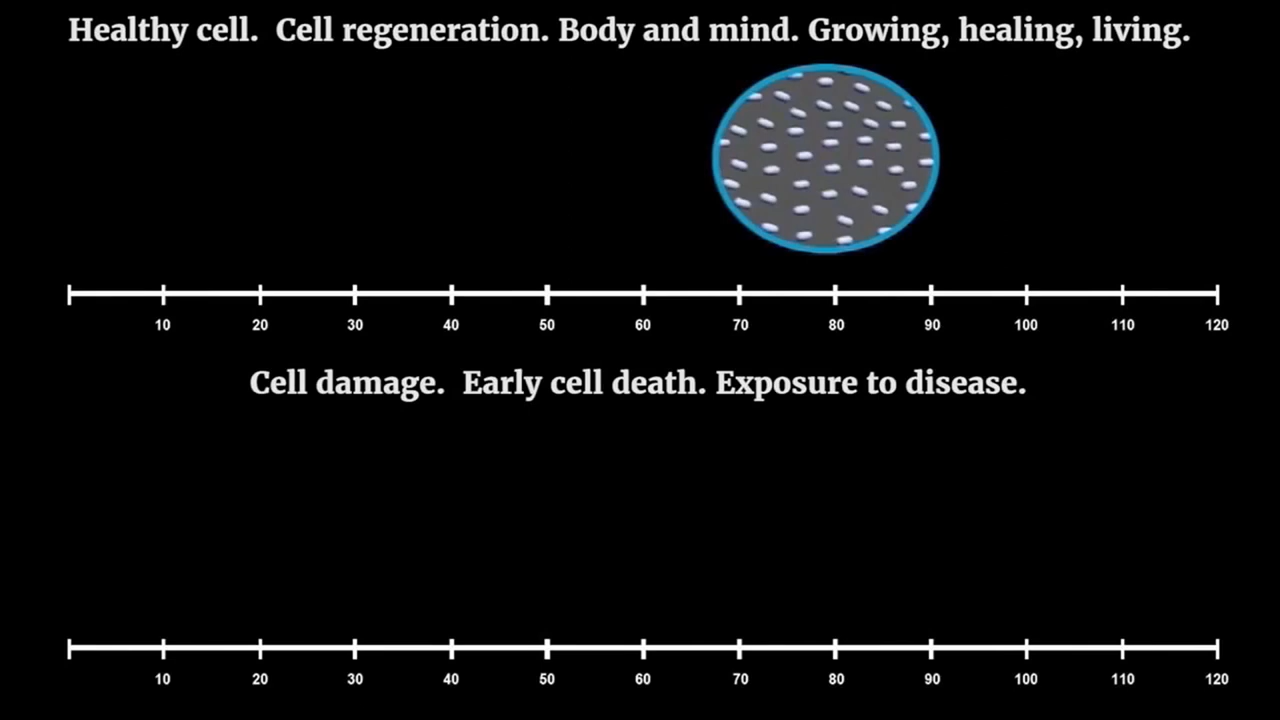 Healthy cell.  Cell regeneration. Body and mind. Growing, healing, living.
10 20 30 40 50 60 70 80 90 100 110 120
Cell damage.  Early cell death. Exposure to disease.
10 20 30 40 50 60 70 80 90 100 110 120